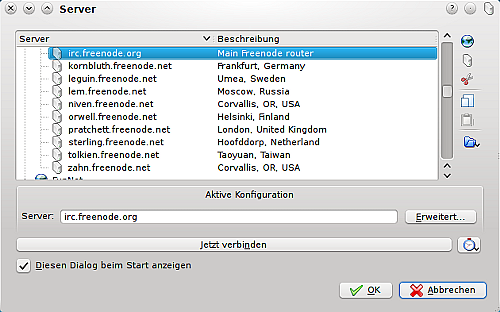 Server
Server Beschreibung
irc.freenode.org Main Freenode router
kornbluth.freenode.net Frankfurt, Germany
leguin.freenode.net Umea, Sweden
lem.freenode.net Moscow, Russia
niven.freenode.net Corvallis, OR, USA
orwell.freenode.net Helsinki, Finland
pratchett.freenode.net London, United Kingdom
sterling.freenode.net Hoofddorp, Netherland
tolkien.freenode.net Taoyuan, Taiwan
zahn.freenode.net Corvallis, OR, USA
Aktive Konfiguration
Server: irc.freenode.org Erweitert...
Jetzt verbinden
Diesen Dialog beim Start anzeigen
OK Abbrechen